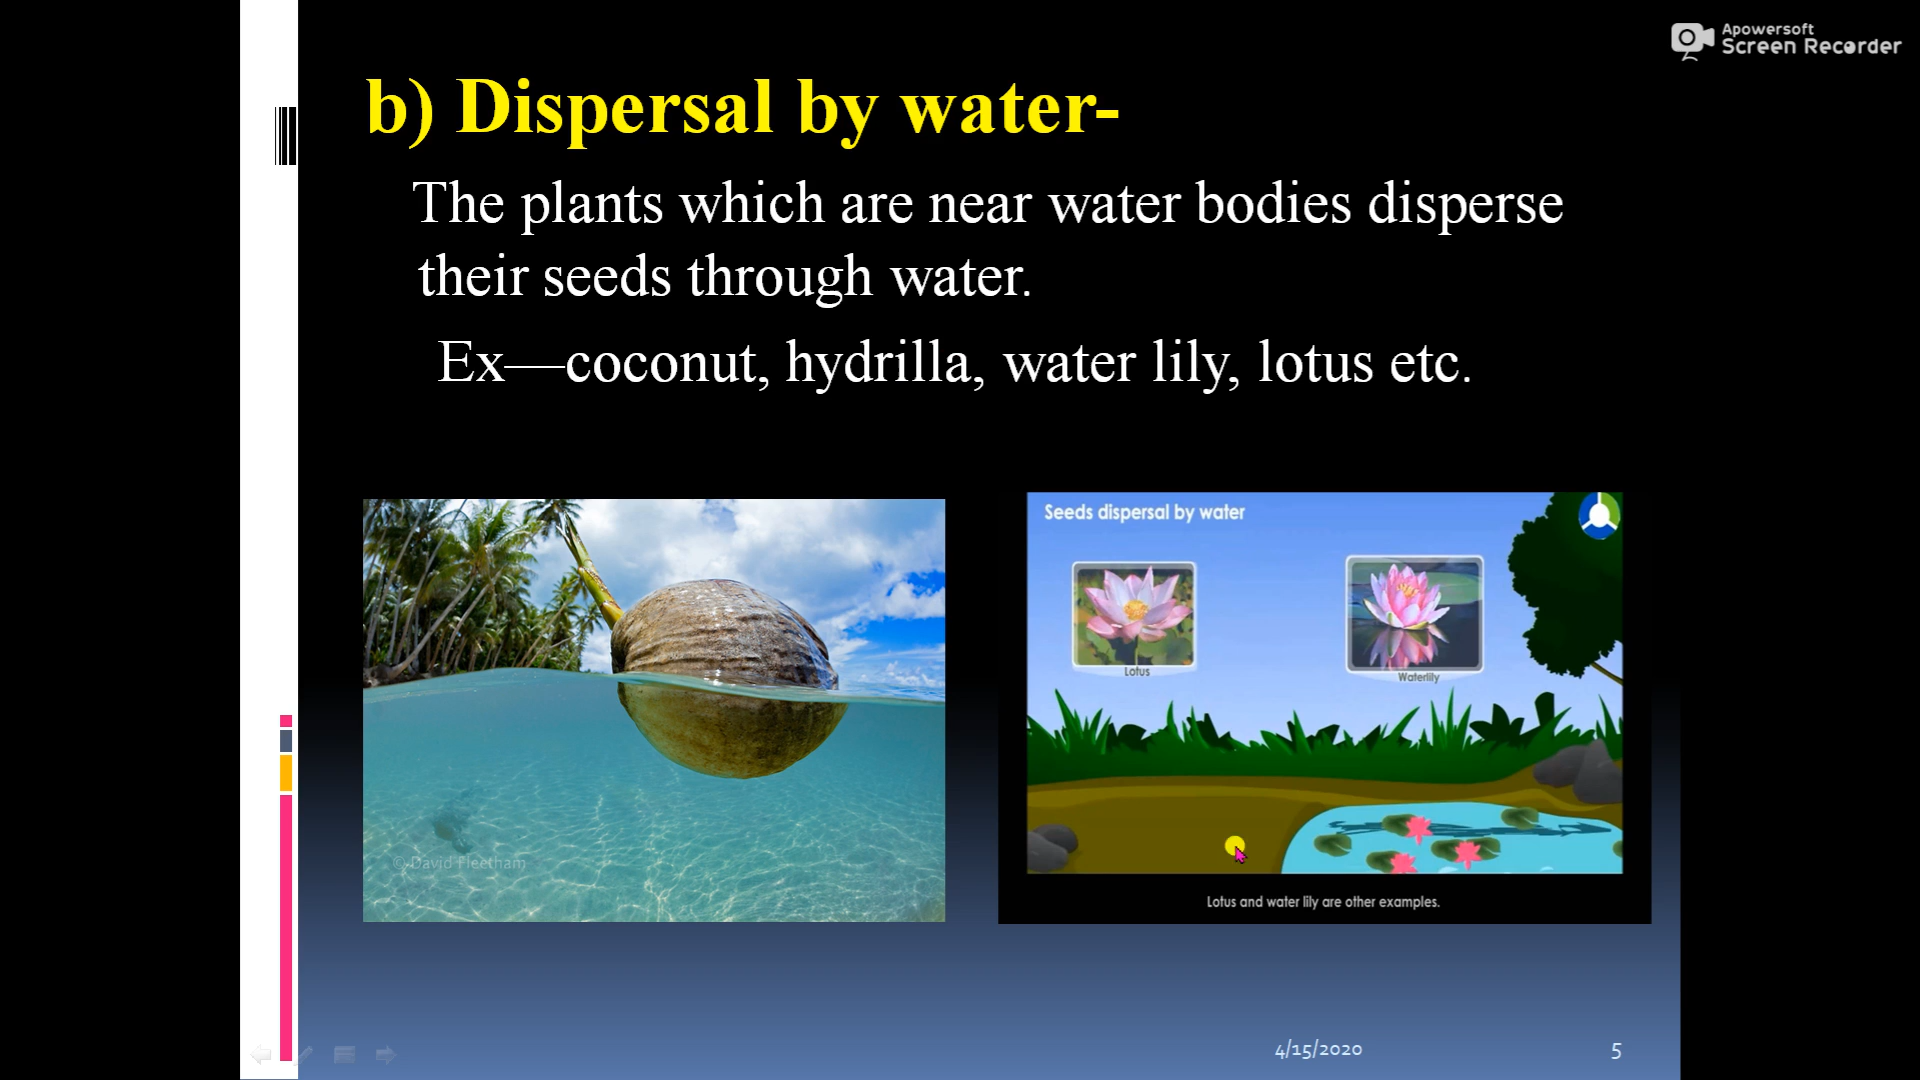 Apowersoft
Screen Recorder
b) Dispersal by water-
The plants which are near water bodies disperse
their seeds through water.
Ex—coconut, hydrilla, water lily, lotus etc.
Seeds dispersal by water
Lotus
Waterlily
© David Fleetham
Lotus and water lily are other examples.
4/15/2020
5